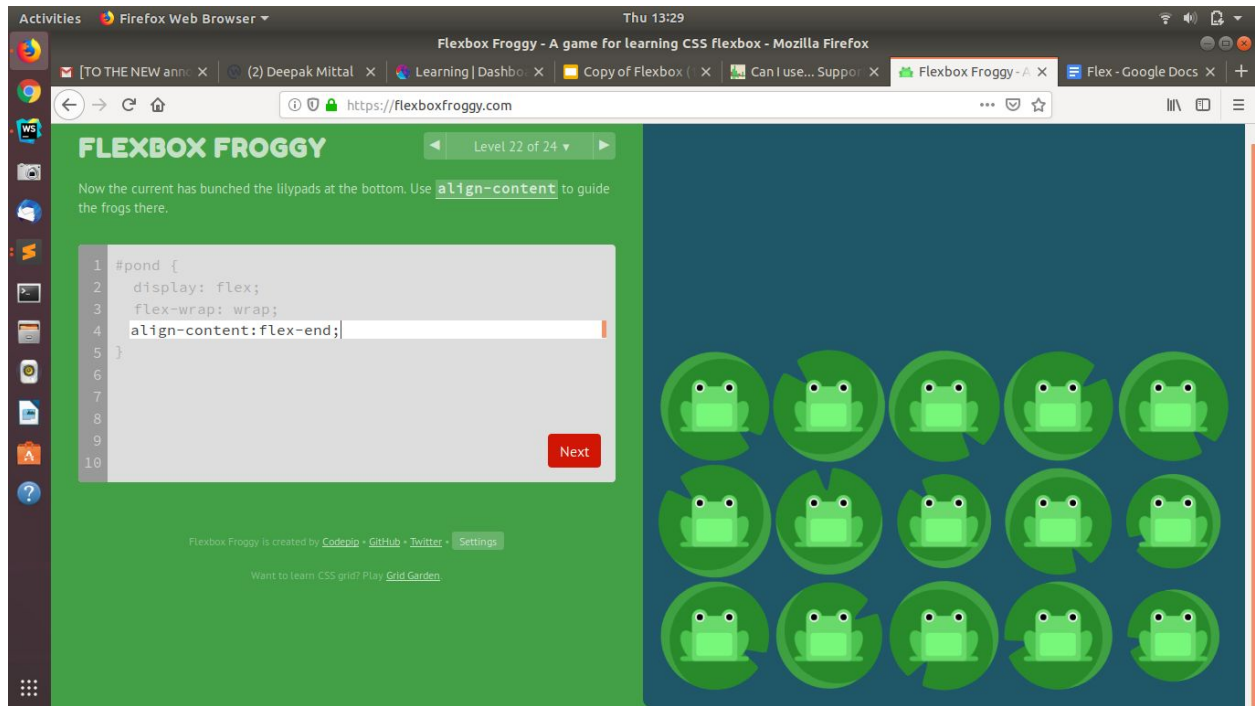 Activities Firefox Web Browser Thu 13:29
Flexbox Froggy - A game for learning CSS flexbox - Mozilla Firefox
[TO THE NEW ann (2) Deepak Mittal Learning | Dashbo Copy of Flexbox ( Can I use... Suppor Flexbox Froggy - A Flex - Google Docs
https://flexboxfroggy.com
WS
FLEXBOX FROGGY
Level 22 of 24
Now the current has bunched the lilypads at the bottom. Use align-content to guide
the frogs there.
1 #pond {
2 display: flex;
3 flex-wrap: wrap;
4 align-content:flex-end;
5 }
6
7
8
9
10
Next
Flexbox Froggy is created by Codepip • GitHub • Twitter • Settings
Want to learn CSS grid? Play Grid Garden.